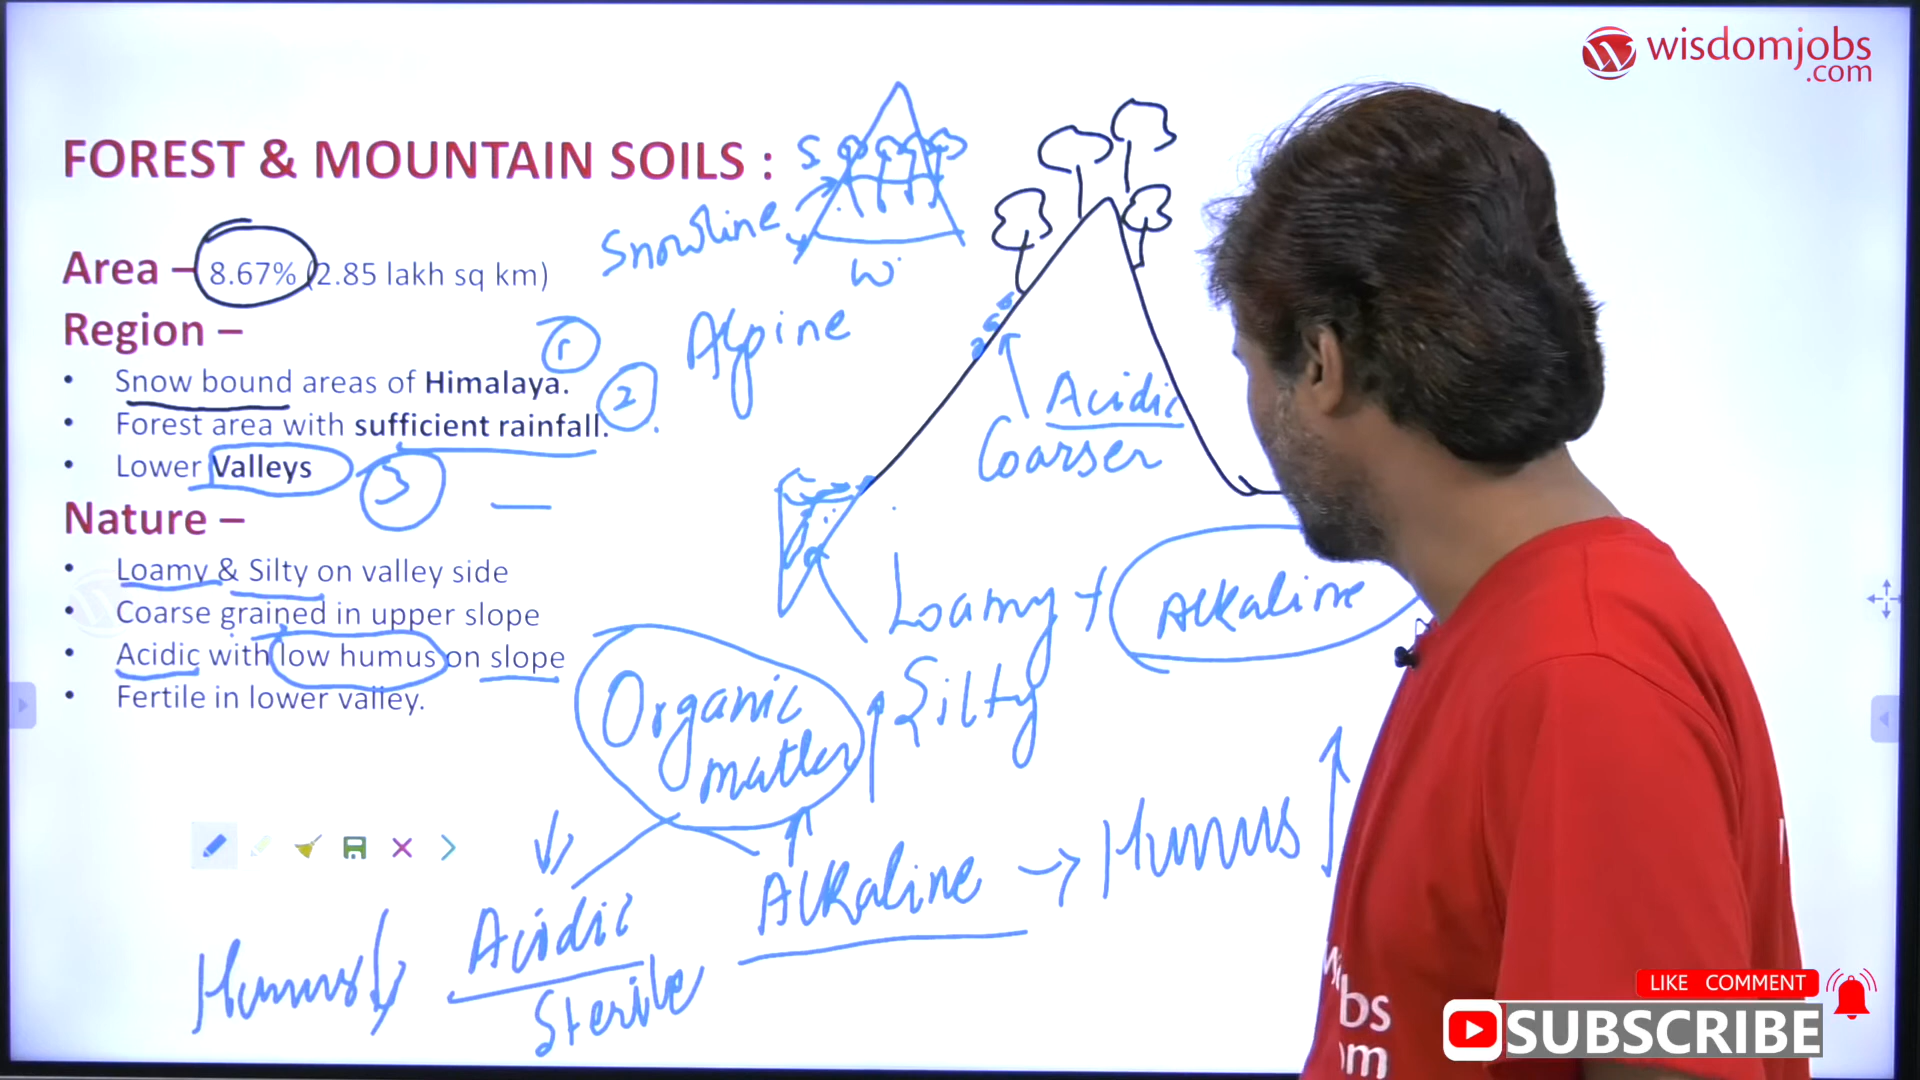 wisdomjobs
.com
FOREST & MOUNTAIN SOILS :
Area – 8.67% (2.85 lakh sq km)
Region –
• Snow bound areas of Himalaya.
• Forest area with sufficient rainfall.
• Lower Valleys
Nature –
• Loamy & Silty on valley side
• Coarse grained in upper slope
• Acidic with low humus on slope
• Fertile in lower valley.
S
Snowline
W
1
Alpine
2
3
Acidic
Coarser
Loamy + Alkaline
Silty
Organic
matter
Humus
Acidic
Sterile
Alkaline → Humus
bs
om
LIKE COMMENT
SUBSCRIBE